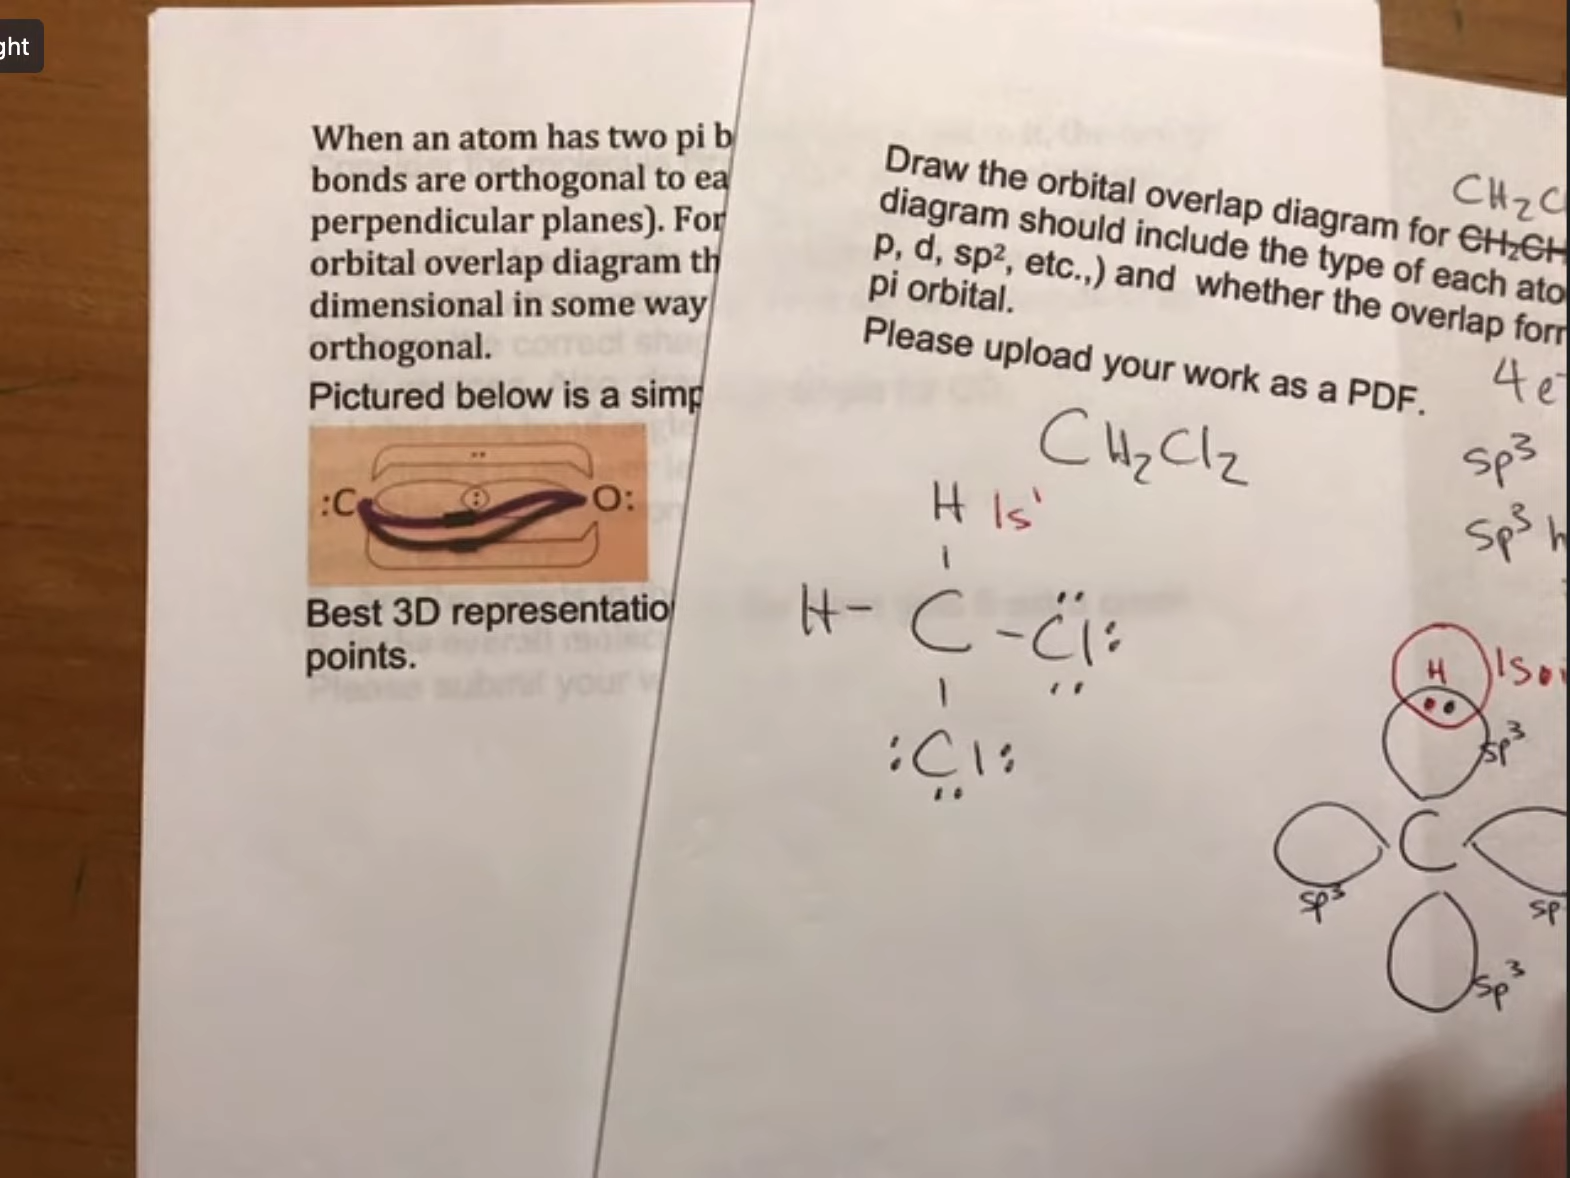 ght
When an atom has two pi b
bonds are orthogonal to ea
perpendicular planes). For
orbital overlap diagram th
dimensional in some way
orthogonal.
Pictured below is a simp
:C : O:
Best 3D representatio
points.
Draw the orbital overlap diagram for CH₂CH
diagram should include the type of each ato
p, d, sp², etc.,) and whether the overlap for
pi orbital.
Please upload your work as a PDF.
CH₂Cl₂
H 1s¹
H - C - Cl:
:Cl:
CH₂C
4 e⁻
sp³
sp³ h
H 1s
sp³
C
sp³
sp
sp³